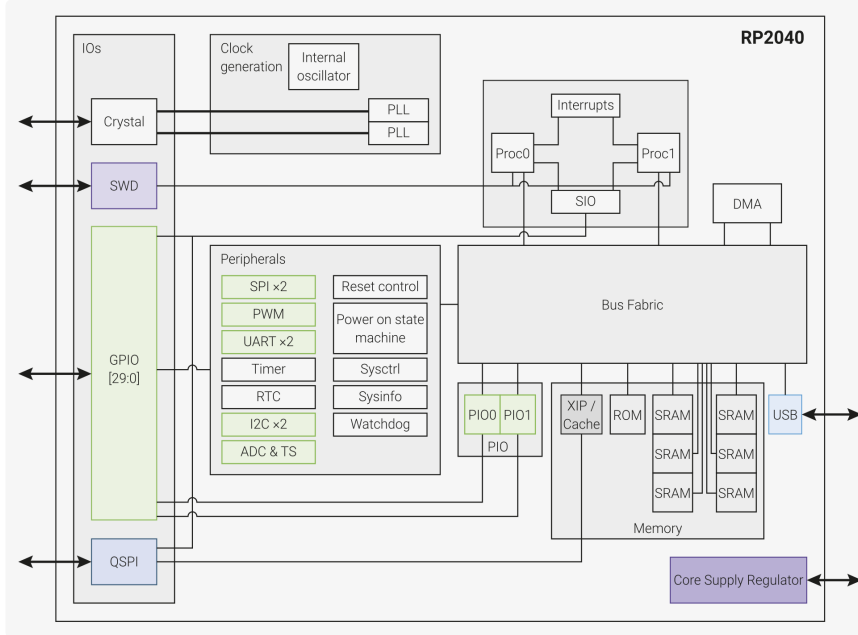 RP2040
IOs
Clock
generation
Internal
oscillator
Crystal
PLL
PLL
Interrupts
Proc0
Proc1
SWD
SIO
DMA
Peripherals
SPI ×2
Reset control
PWM
Power on state
machine
UART ×2
Timer
Sysctrl
RTC
Sysinfo
I2C ×2
Watchdog
ADC & TS
Bus Fabric
GPIO
[29:0]
PIO0
PIO1
PIO
XIP /
Cache
ROM
SRAM
SRAM
USB
SRAM
SRAM
SRAM
SRAM
Memory
QSPI
Core Supply Regulator